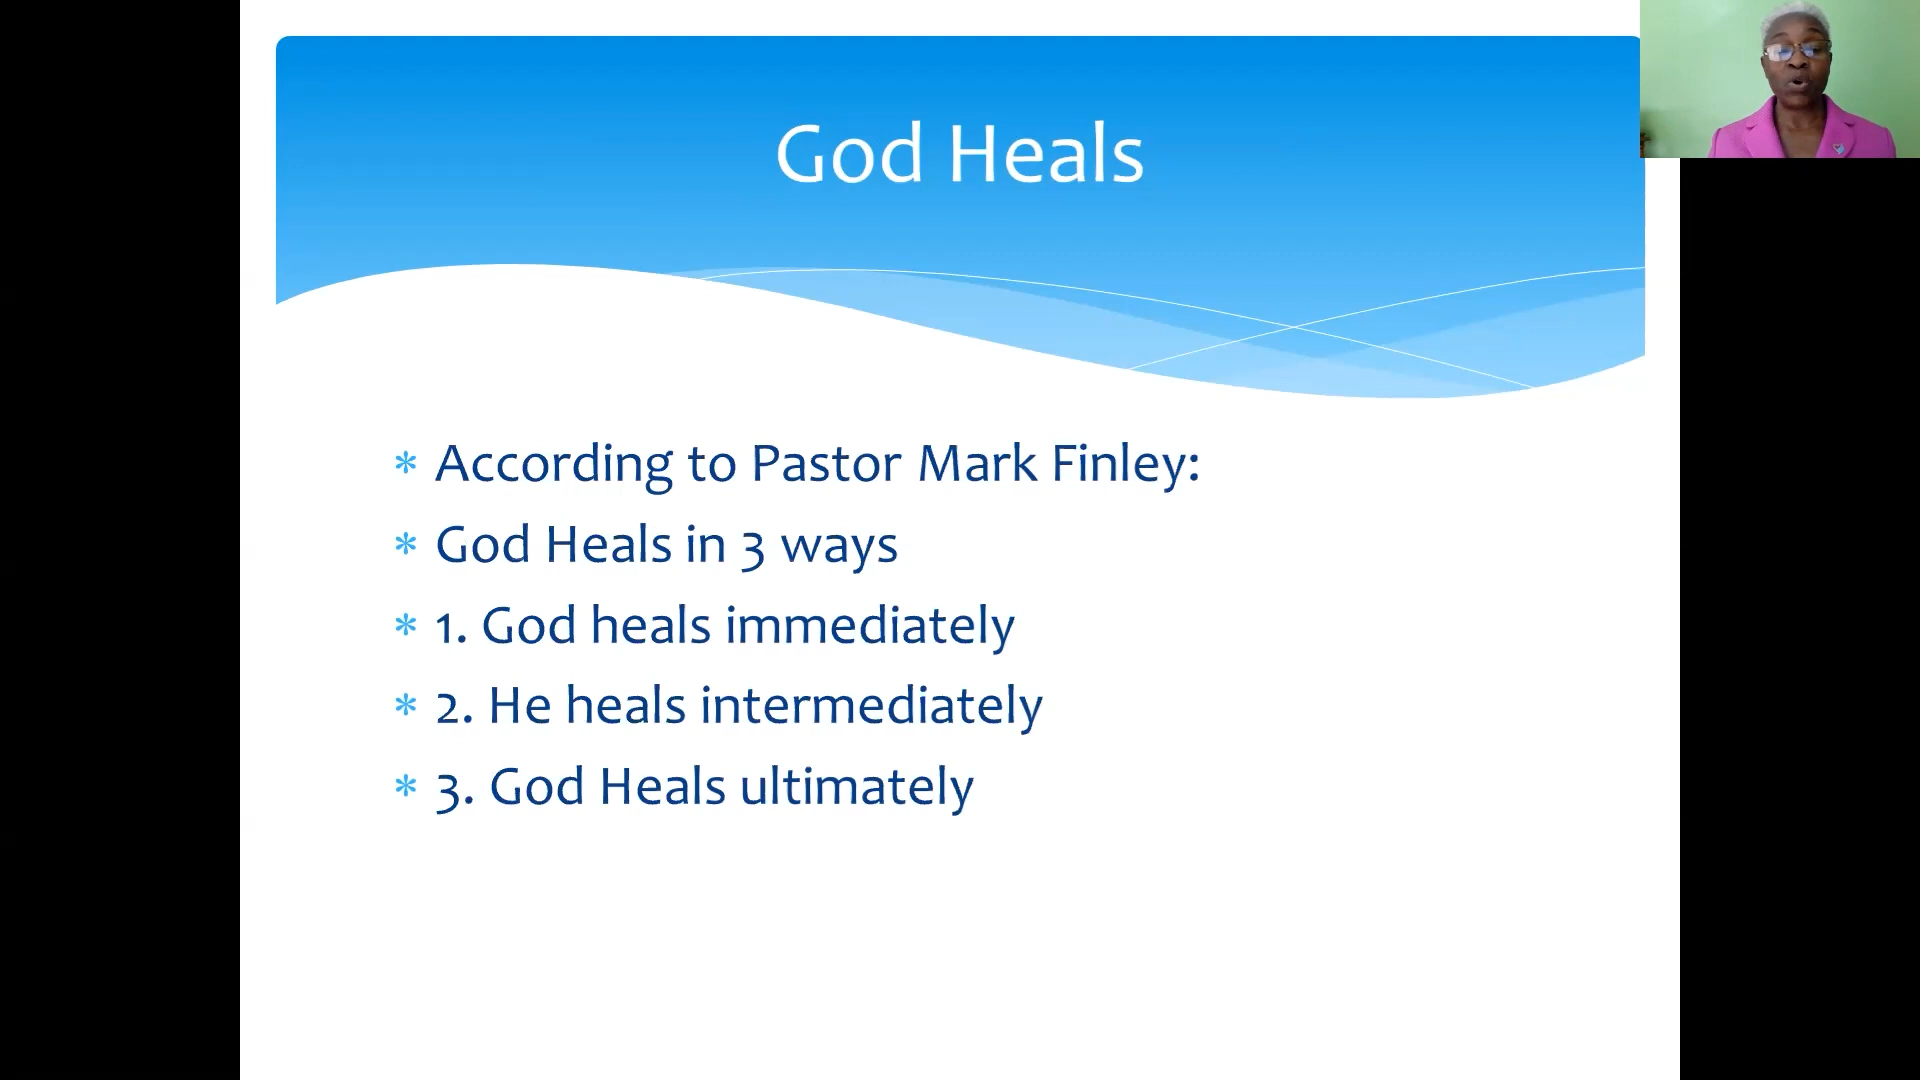 God Heals
* According to Pastor Mark Finley:
* God Heals in 3 ways
* 1. God heals immediately
* 2. He heals intermediately
* 3. God Heals ultimately